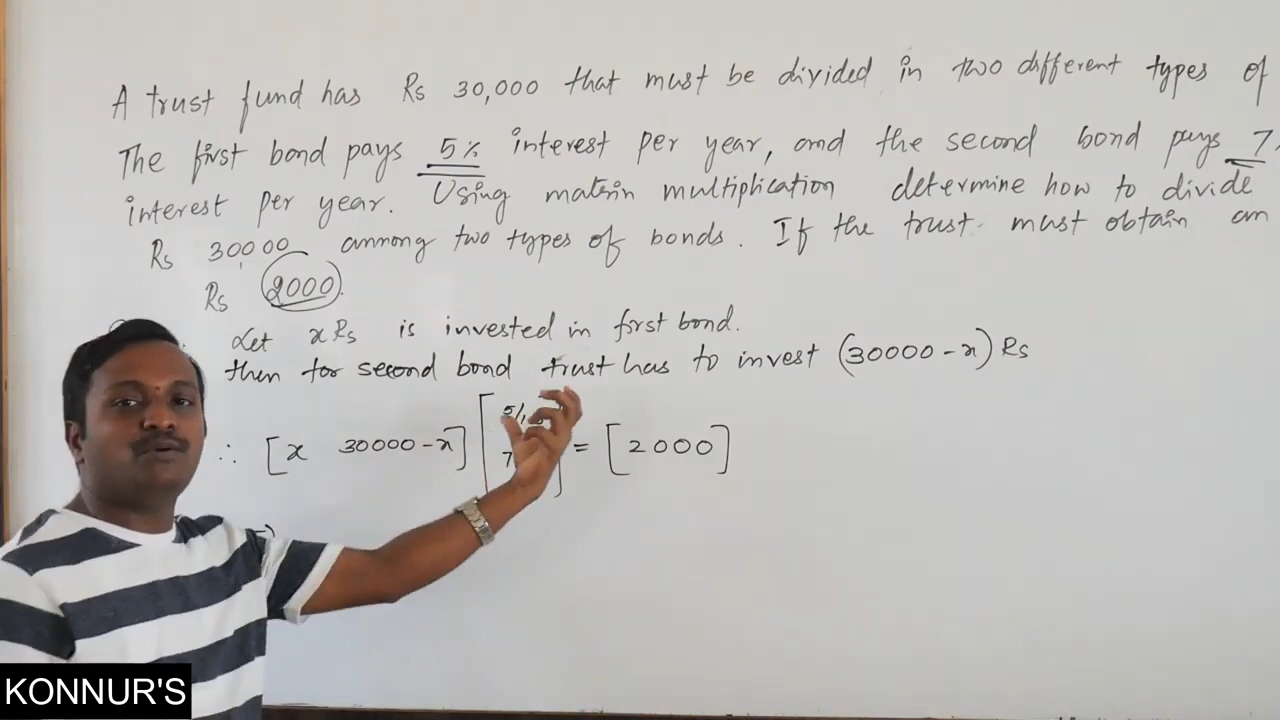 A trust fund has Rs 30,000 that must be divided in two different types of
The first bond pays 5% interest per year, and the second bond pays 7
interest per year. Using matrix multiplication determine how to divide
Rs 30000 among two types of bonds. If the trust must obtain an
Rs 2000.
Let x Rs is invested in first bond.
then for second bond trust has to invest (30000-x) Rs
∴ [x 30000-x] [5% 7 ] = [2000]
KONNUR'S